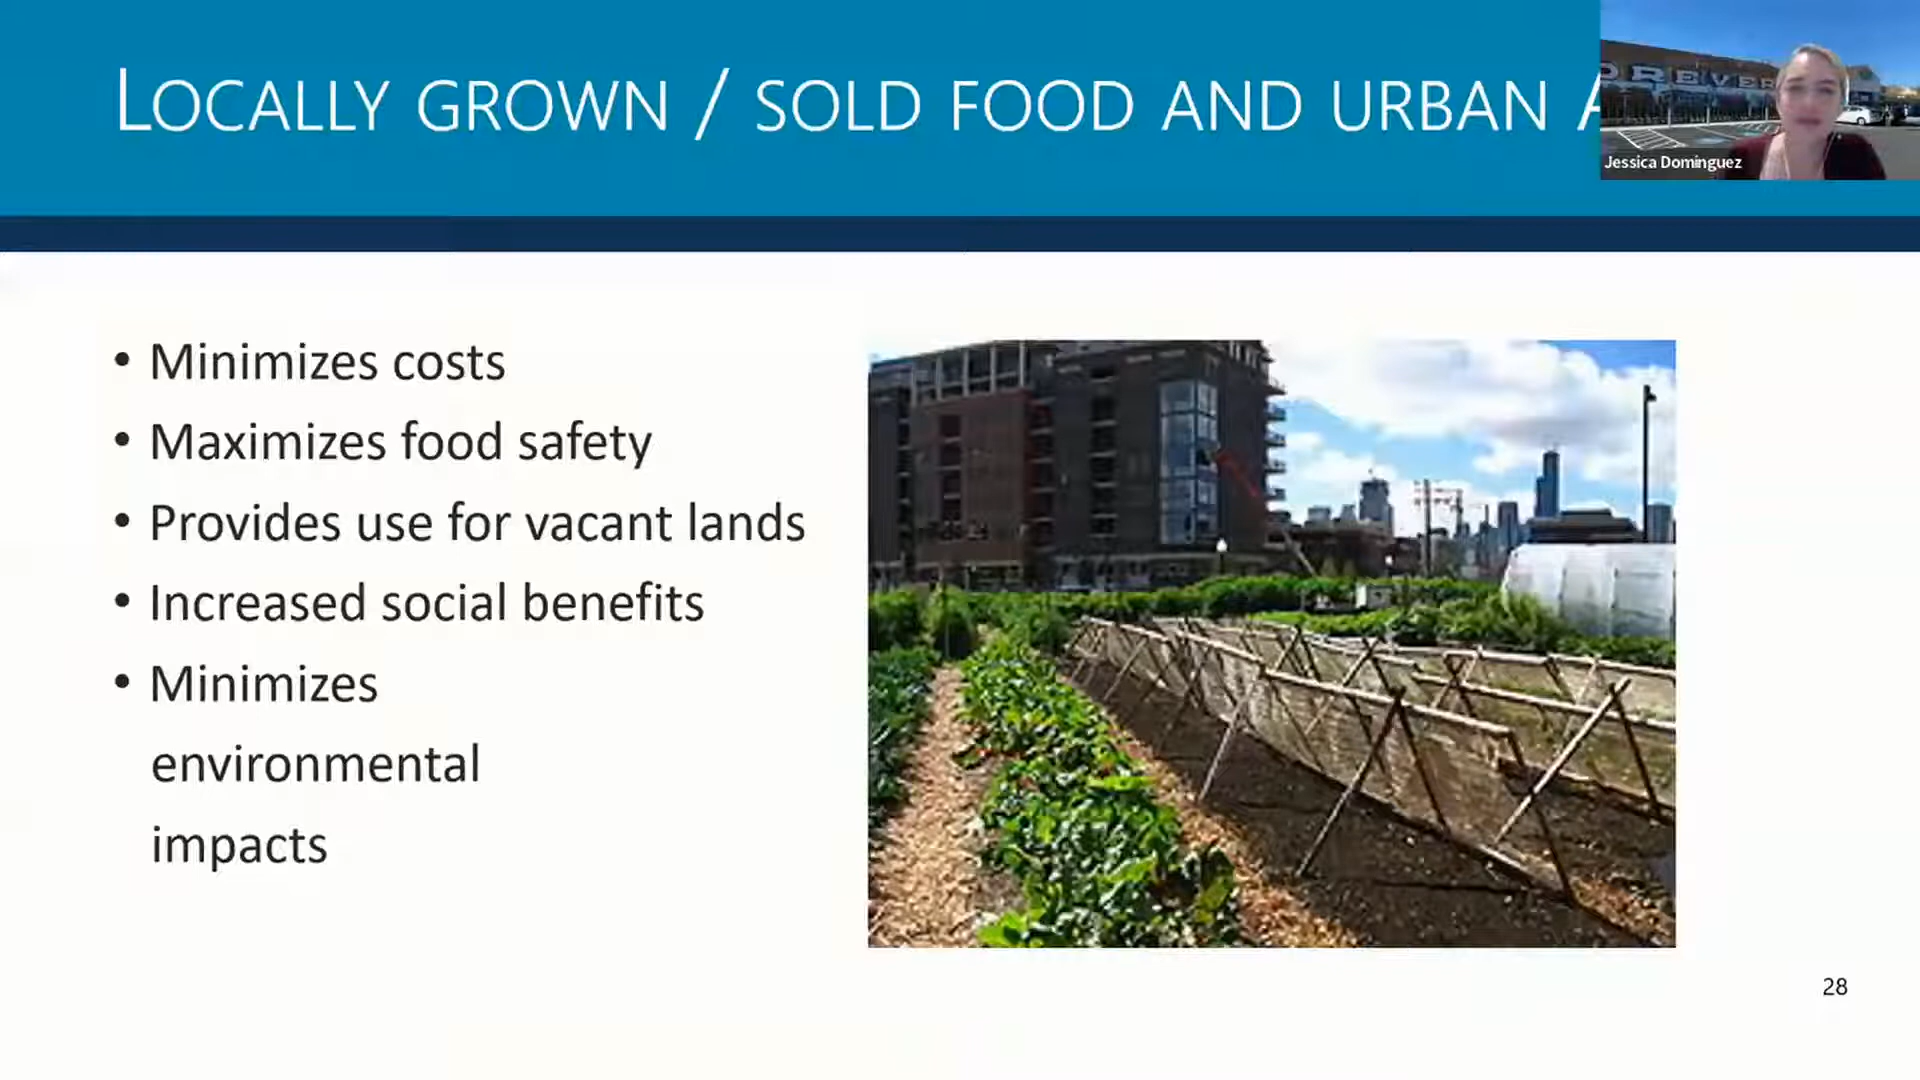 LOCALLY GROWN / SOLD FOOD AND URBAN A
OREVER
Jessica Dominguez
• Minimizes costs
• Maximizes food safety
• Provides use for vacant lands
• Increased social benefits
• Minimizes
environmental
impacts
28